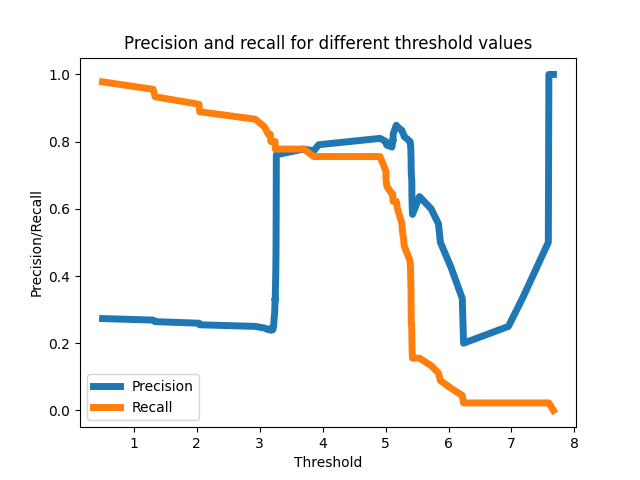 Precision and recall for different threshold values
1.0
0.8
0.6
0.4
0.2
0.0
Precision/Recall
Precision
Recall
1 2 3 4 5 6 7 8
Threshold